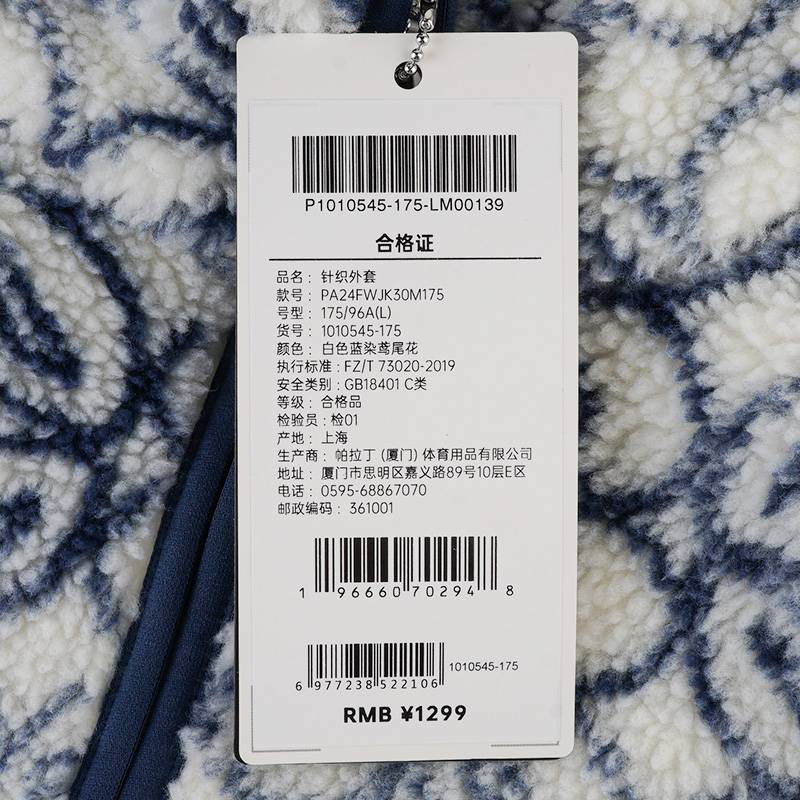 P1010545-175-LM00139
合格证
品名：针织外套
款号：PA24FWJK30M175
号型：175/96A(L)
货号：1010545-175
颜色：白色蓝染鸢尾花
执行标准：FZ/T 73020-2019
安全类别：GB18401 C类
等级：合格品
检验员：检01
产地：上海
生产商：帕拉丁 (厦门) 体育用品有限公司
地址：厦门市思明区嘉义路89号10层E区
电话：0595-68867070
邮政编码：361001
1 96660 70294 8
6 977238 522106
1010545-175
RMB ¥1299